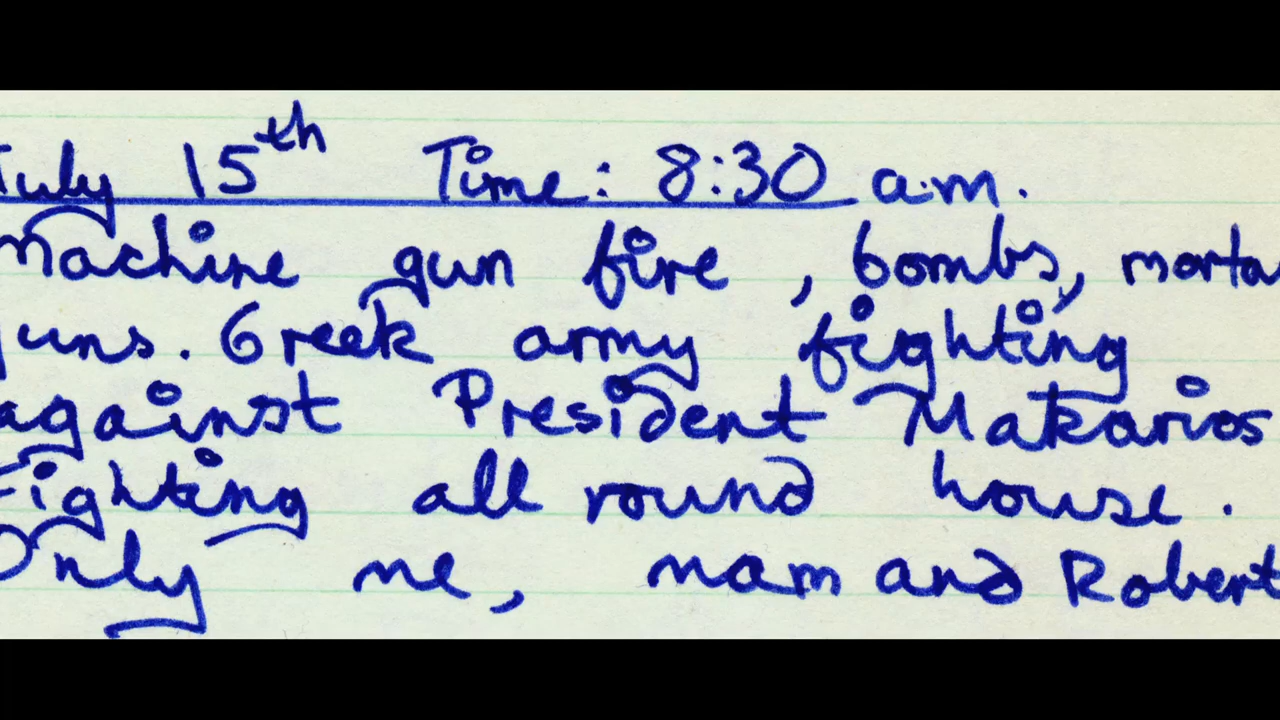 July 15th Time: 8:30 a.m.
Machine gun fire, bombs, morta
guns. Greek army fighting
against President Makarios
Fighting all round house.
Only me, mam and Robert